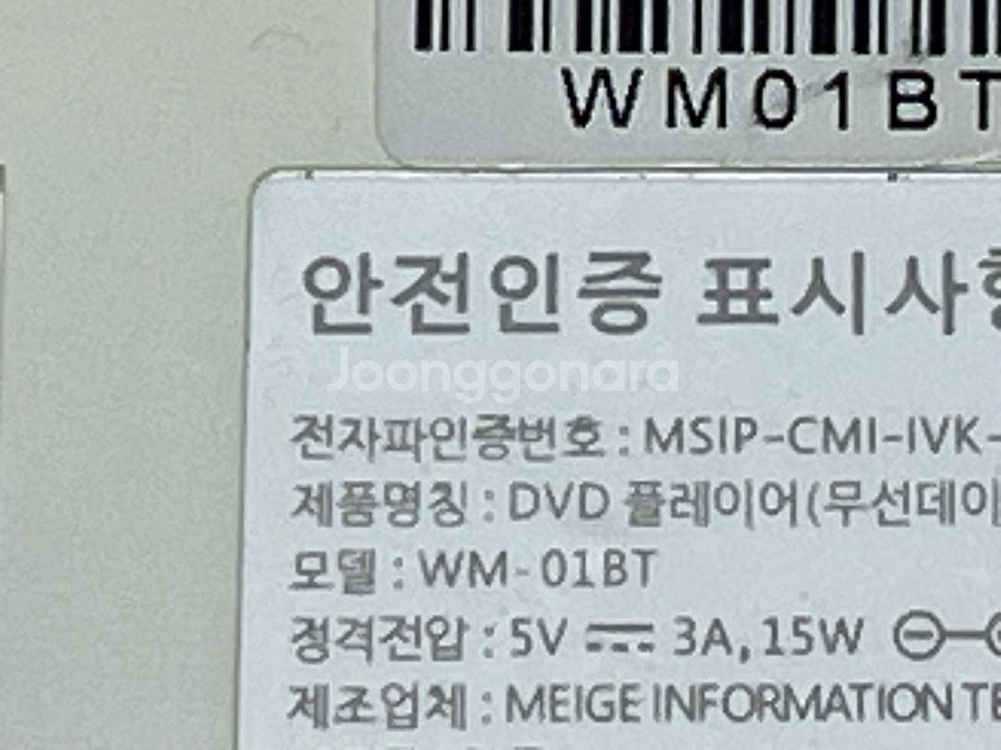 WM01BT
안전인증 표시사항
Joonggonara
전자파인증번호 : MSIP-CMI-IVK-
제품명칭 : DVD 플레이어(무선데이
모델 : WM-01BT
정격전압 : 5V ⎓ 3A, 15W
제조업체 : MEIGE INFORMATION TE